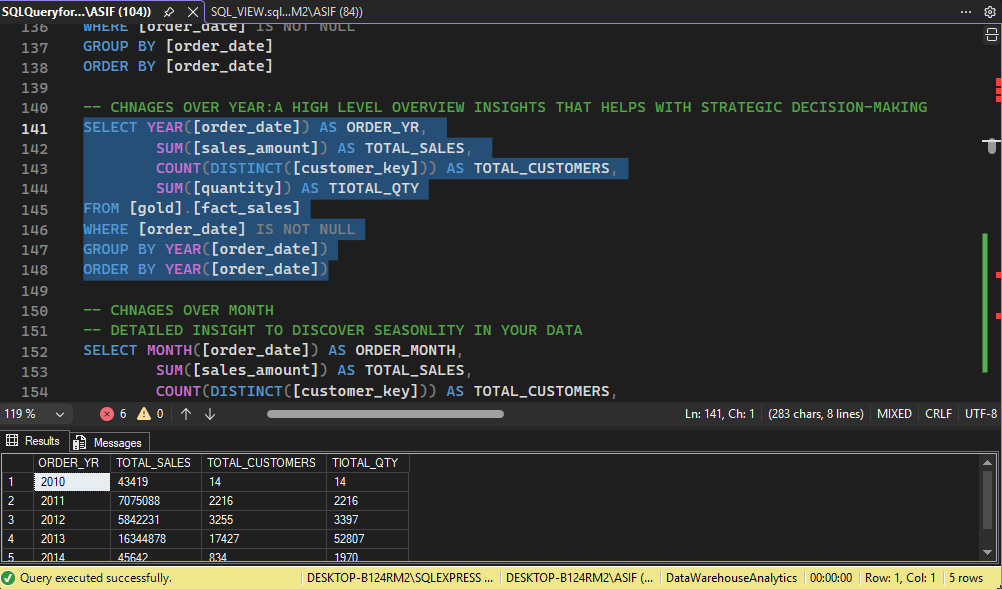 SQLQueryfor...\ASIF (104)) SQL_VIEW.sql...M2\ASIF (84))
136 WHERE [order_date] IS NOT NULL
137 GROUP BY [order_date]
138 ORDER BY [order_date]
139
140 -- CHNAGES OVER YEAR:A HIGH LEVEL OVERVIEW INSIGHTS THAT HELPS WITH STRATEGIC DECISION-MAKING
141 SELECT YEAR([order_date]) AS ORDER_YR,
142 SUM([sales_amount]) AS TOTAL_SALES,
143 COUNT(DISTINCT([customer_key])) AS TOTAL_CUSTOMERS,
144 SUM([quantity]) AS TIOTAL_QTY
145 FROM [gold].[fact_sales]
146 WHERE [order_date] IS NOT NULL
147 GROUP BY YEAR([order_date])
148 ORDER BY YEAR([order_date])
149
150 -- CHNAGES OVER MONTH
151 -- DETAILED INSIGHT TO DISCOVER SEASONLITY IN YOUR DATA
152 SELECT MONTH([order_date]) AS ORDER_MONTH,
153 SUM([sales_amount]) AS TOTAL_SALES,
154 COUNT(DISTINCT([customer_key])) AS TOTAL_CUSTOMERS,
119 % 6 0 Ln: 141, Ch: 1 (283 chars, 8 lines) MIXED CRLF UTF-8
Results Messages
ORDER_YR TOTAL_SALES TOTAL_CUSTOMERS TIOTAL_QTY
1 2010 43419 14 14
2 2011 7075088 2216 2216
3 2012 5842231 3255 3397
4 2013 16344878 17427 52807
5 2014 45642 834 1970
Query executed successfully. DESKTOP-B124RM2\SQLEXPRESS ... DESKTOP-B124RM2\ASIF (... DataWarehouseAnalytics 00:00:00 Row: 1, Col: 1 5 rows